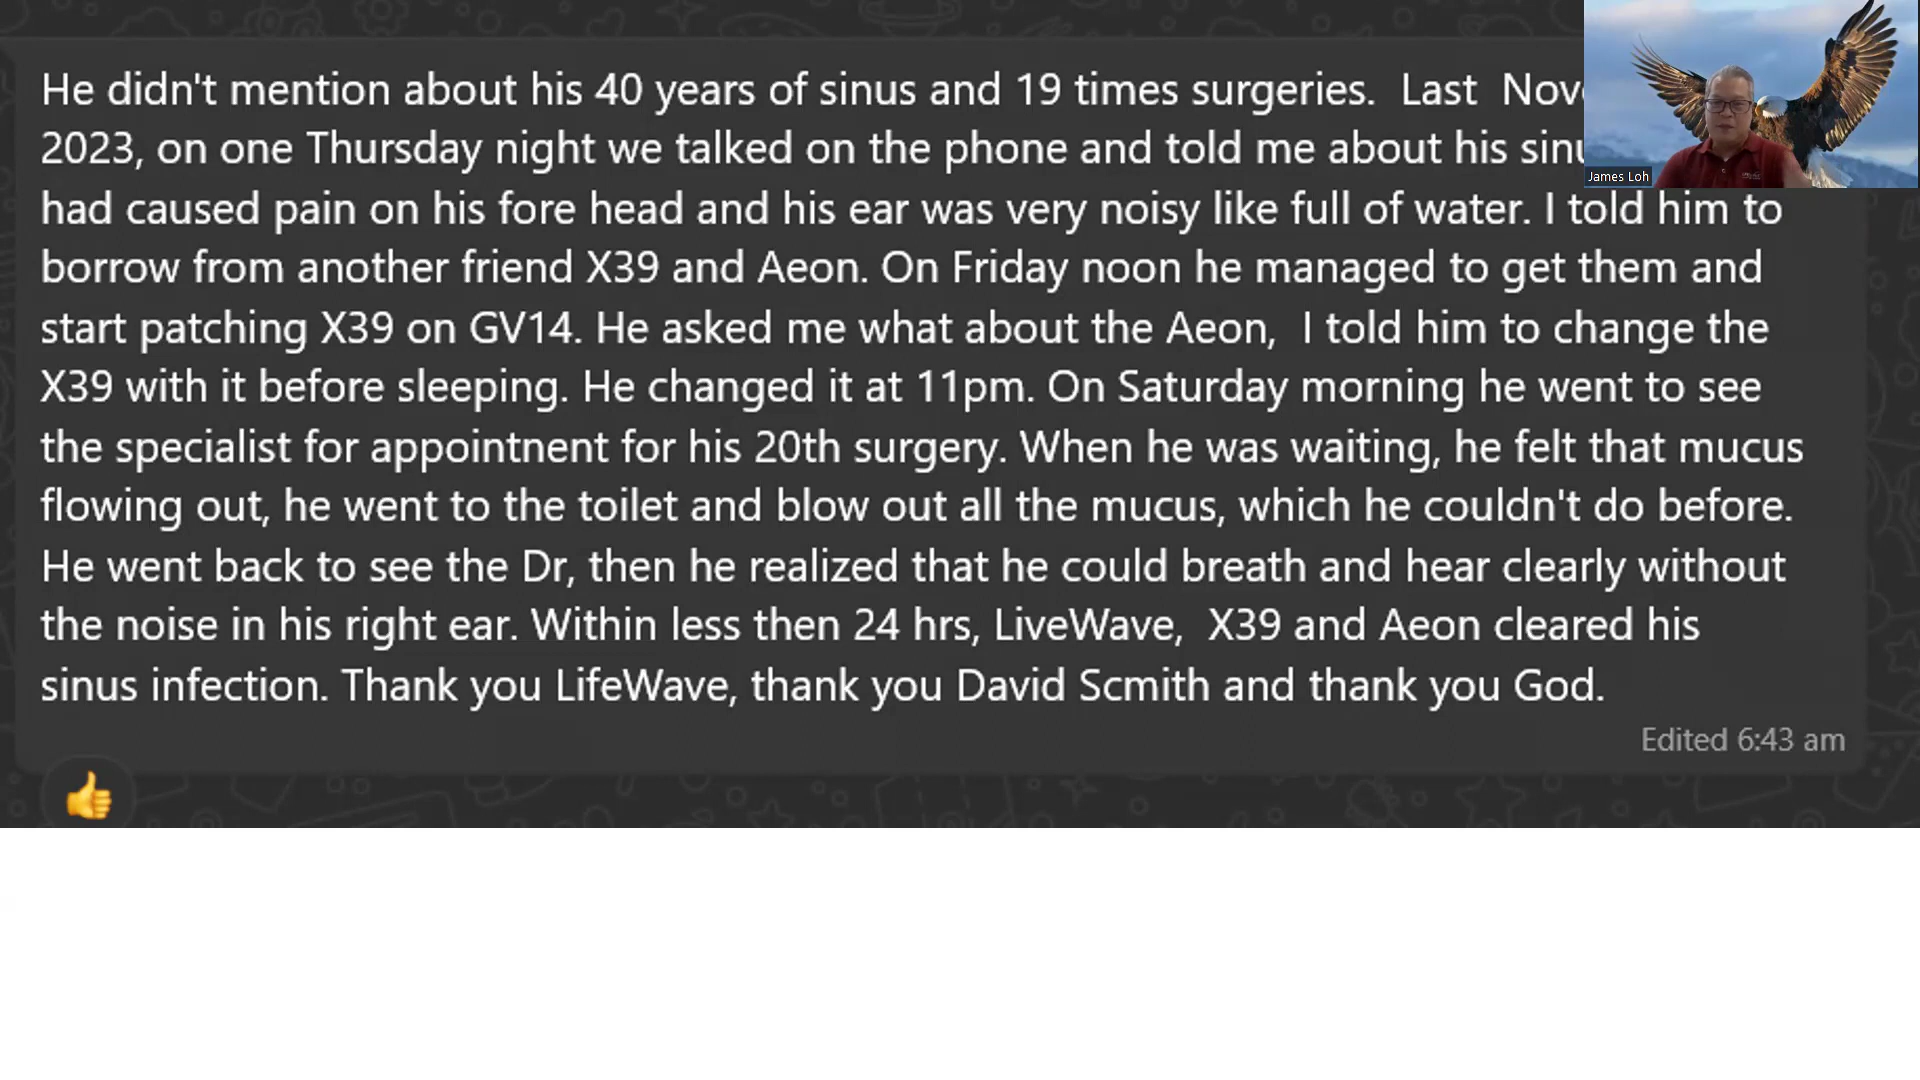 He didn't mention about his 40 years of sinus and 19 times surgeries. Last Nov
2023, on one Thursday night we talked on the phone and told me about his sinu
had caused pain on his fore head and his ear was very noisy like full of water. I told him to
borrow from another friend X39 and Aeon. On Friday noon he managed to get them and
start patching X39 on GV14. He asked me what about the Aeon, I told him to change the
X39 with it before sleeping. He changed it at 11pm. On Saturday morning he went to see
the specialist for appointnent for his 20th surgery. When he was waiting, he felt that mucus
flowing out, he went to the toilet and blow out all the mucus, which he couldn't do before.
He went back to see the Dr, then he realized that he could breath and hear clearly without
the noise in his right ear. Within less then 24 hrs, LiveWave, X39 and Aeon cleared his
sinus infection. Thank you LifeWave, thank you David Scmith and thank you God.
Edited 6:43 am
James Loh